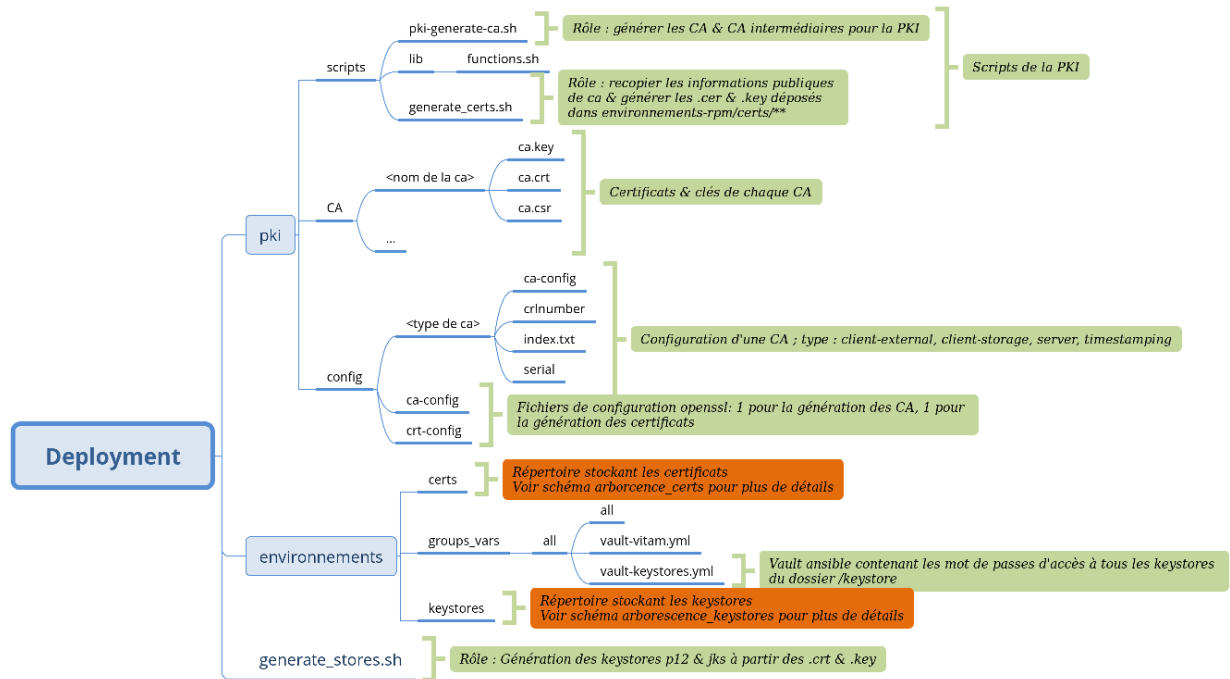 pki-generate-ca.sh
Rôle : générer les CA & CA intermédiaires pour la PKI
scripts
lib
functions.sh
Scripts de la PKI
generate_certs.sh
Rôle : recopier les informations publiques
de ca & générer les .cer & .key déposés
dans environnements-rpm/certs/**
pki
CA
<nom de la ca>
ca.key
ca.crt
ca.csr
Certificats & clés de chaque CA
...
config
<type de ca>
ca-config
crlnumber
index.txt
serial
Configuration d'une CA ; type : client-external, client-storage, server, timestamping
ca-config
crt-config
Fichiers de configuration openssl: 1 pour la génération des CA, 1 pour
la génération des certificats
Deployment
environnements
certs
Répertoire stockant les certificats
Voir schéma arborcence_certs pour plus de détails
groups_vars
all
all
vault-vitam.yml
vault-keystores.yml
Vault ansible contenant les mot de passes d'accès à tous les keystores
du dossier /keystore
keystores
Répertoire stockant les keystores
Voir schéma arborescence_keystores pour plus de détails
generate_stores.sh
Rôle : Génération des keystores p12 & jks à partir des .crt & .key